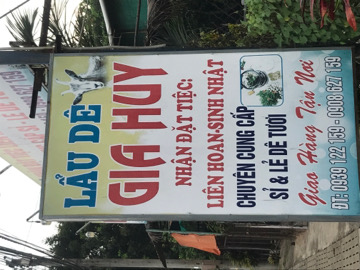 LẨU DÊ
GIA HUY
NHẬN ĐẶT TIỆC:
LIÊN HOAN-SINH NHẬT
CHUYÊN CUNG CẤP
SỈ & LẺ DÊ TƯƠI
Giao Hàng Tận Nơi
ĐT: 0939 122 159 - 0908 627 159